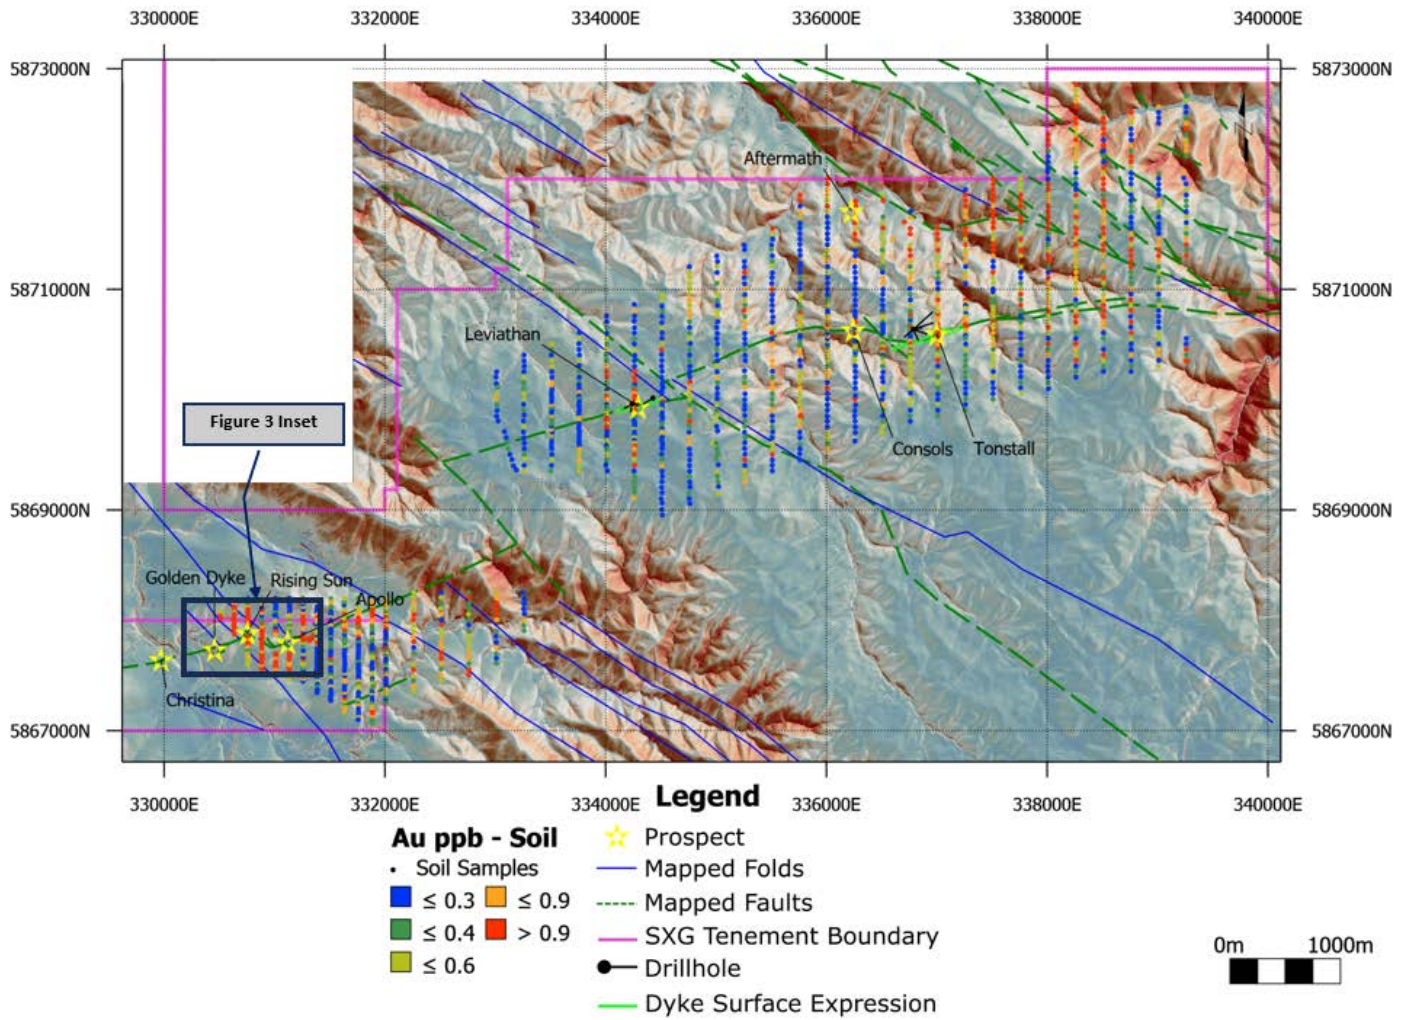 330000E 332000E 334000E 336000E 338000E 340000E
5873000N 5873000N
Aftermath
5871000N 5871000N
Leviathan
Figure 3 Inset
Consols Tonstall
5869000N 5869000N
Golden Dyke Rising Sun
Apollo
Christina
5867000N 5867000N
330000E 332000E 334000E 336000E 338000E 340000E
Legend
Au ppb - Soil
Soil Samples
≤ 0.3 ≤ 0.9
≤ 0.4 > 0.9
≤ 0.6
Prospect
Mapped Folds
Mapped Faults
SXG Tenement Boundary
Drillhole
Dyke Surface Expression
0m 1000m